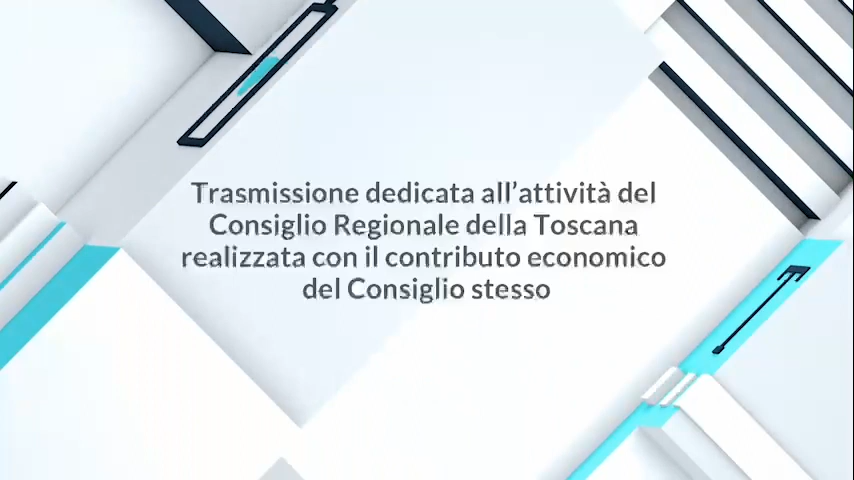 Trasmissione dedicata all'attività del
Consiglio Regionale della Toscana
realizzata con il contributo economico
del Consiglio stesso